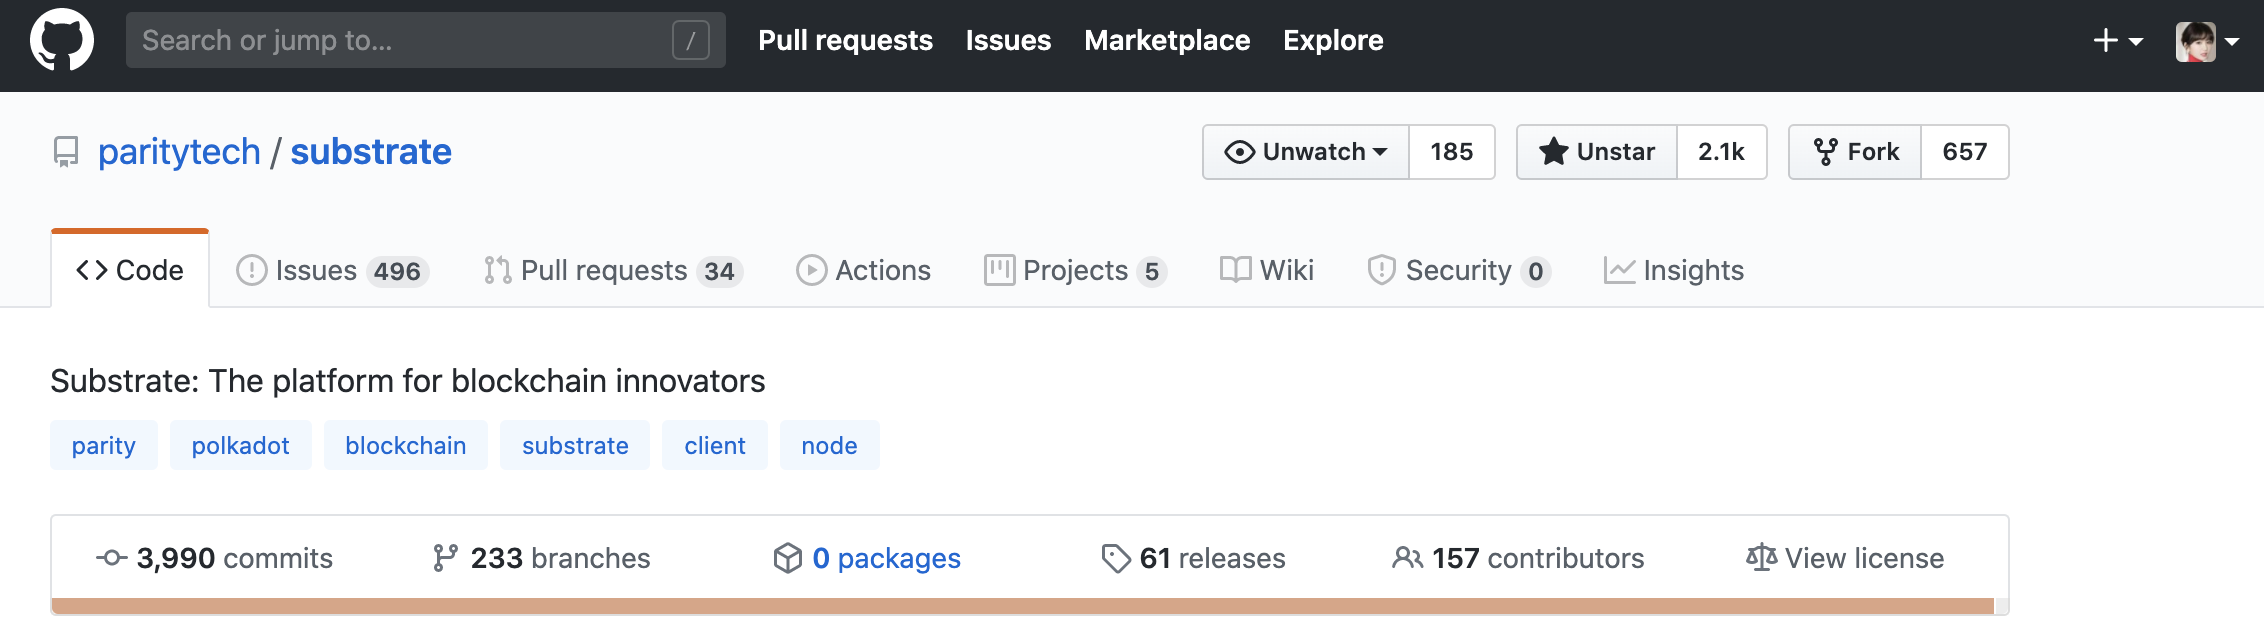 Search or jump to... / Pull requests Issues Marketplace Explore
paritytech / substrate Unwatch 185 Unstar 2.1k Fork 657
Code Issues 496 Pull requests 34 Actions Projects 5 Wiki Security 0 Insights
Substrate: The platform for blockchain innovators
parity polkadot blockchain substrate client node
3,990 commits 233 branches 0 packages 61 releases 157 contributors View license